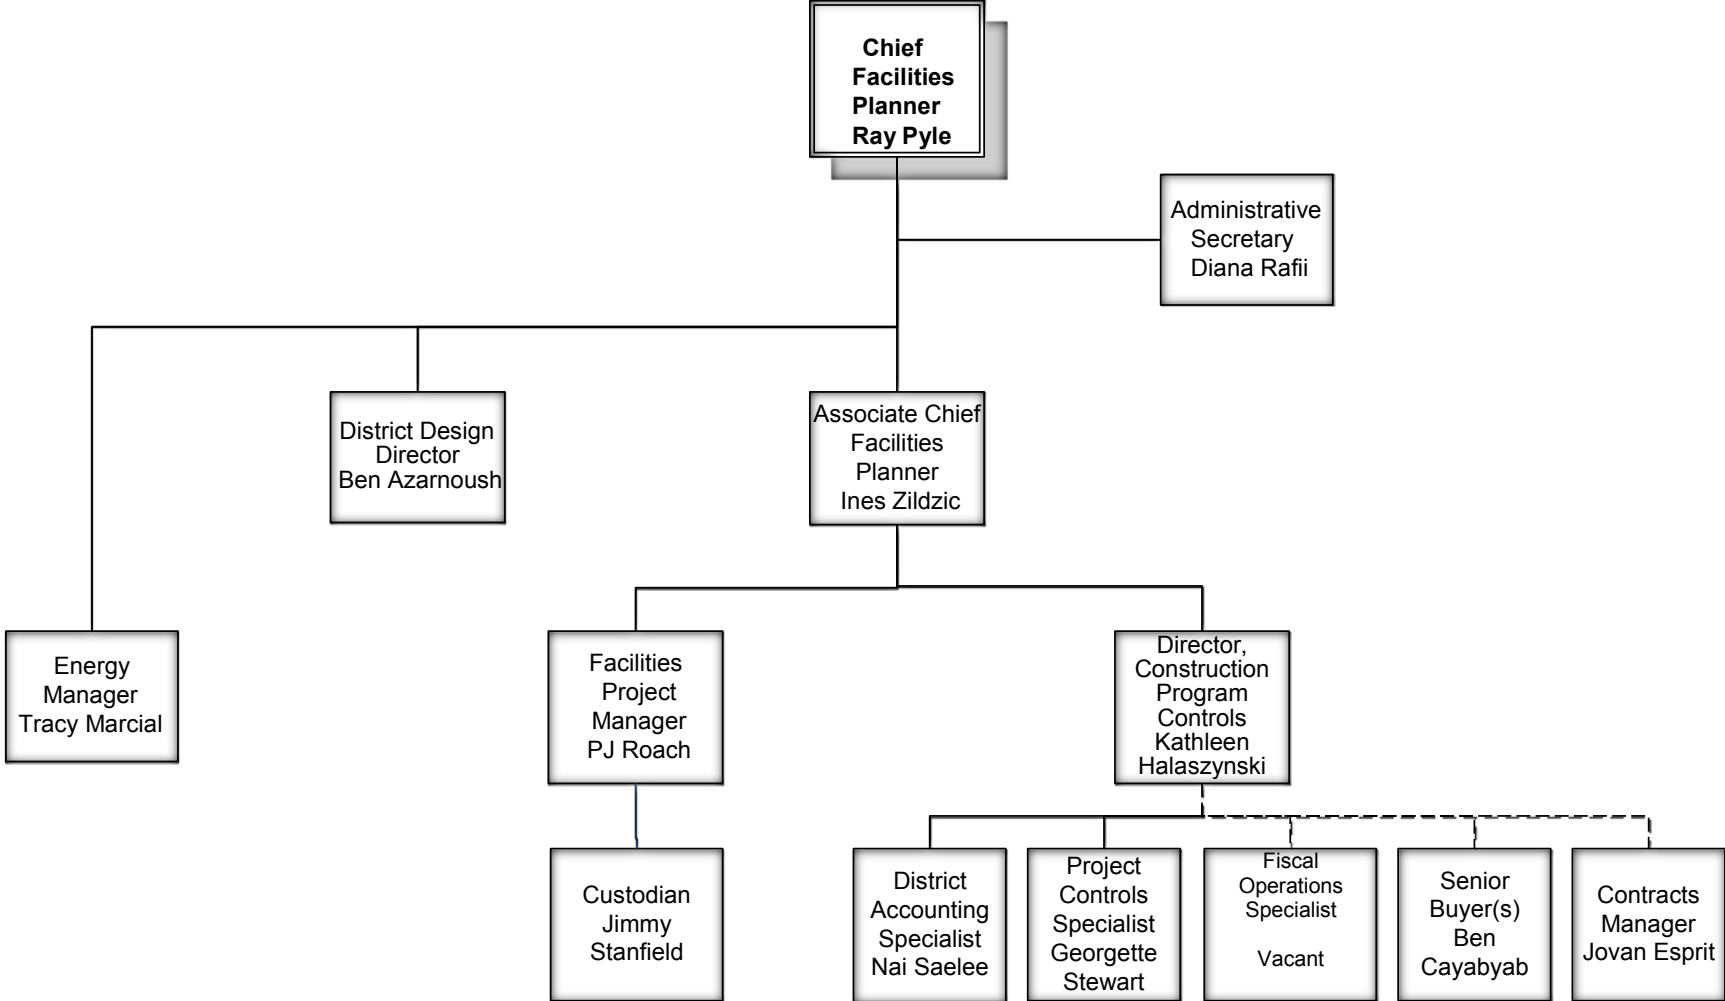 Chief
Facilities
Planner
Ray Pyle
Administrative
Secretary
Diana Rafii
District Design
Director
Ben Azarnoush
Associate Chief
Facilities
Planner
Ines Zildzic
Energy
Manager
Tracy Marcial
Facilities
Project
Manager
PJ Roach
Director,
Construction
Program
Controls
Kathleen
Halaszynski
Custodian
Jimmy
Stanfield
District
Accounting
Specialist
Nai Saelee
Project
Controls
Specialist
Georgette
Stewart
Fiscal
Operations
Specialist
Vacant
Senior
Buyer(s)
Ben
Cayabyab
Contracts
Manager
Jovan Esprit